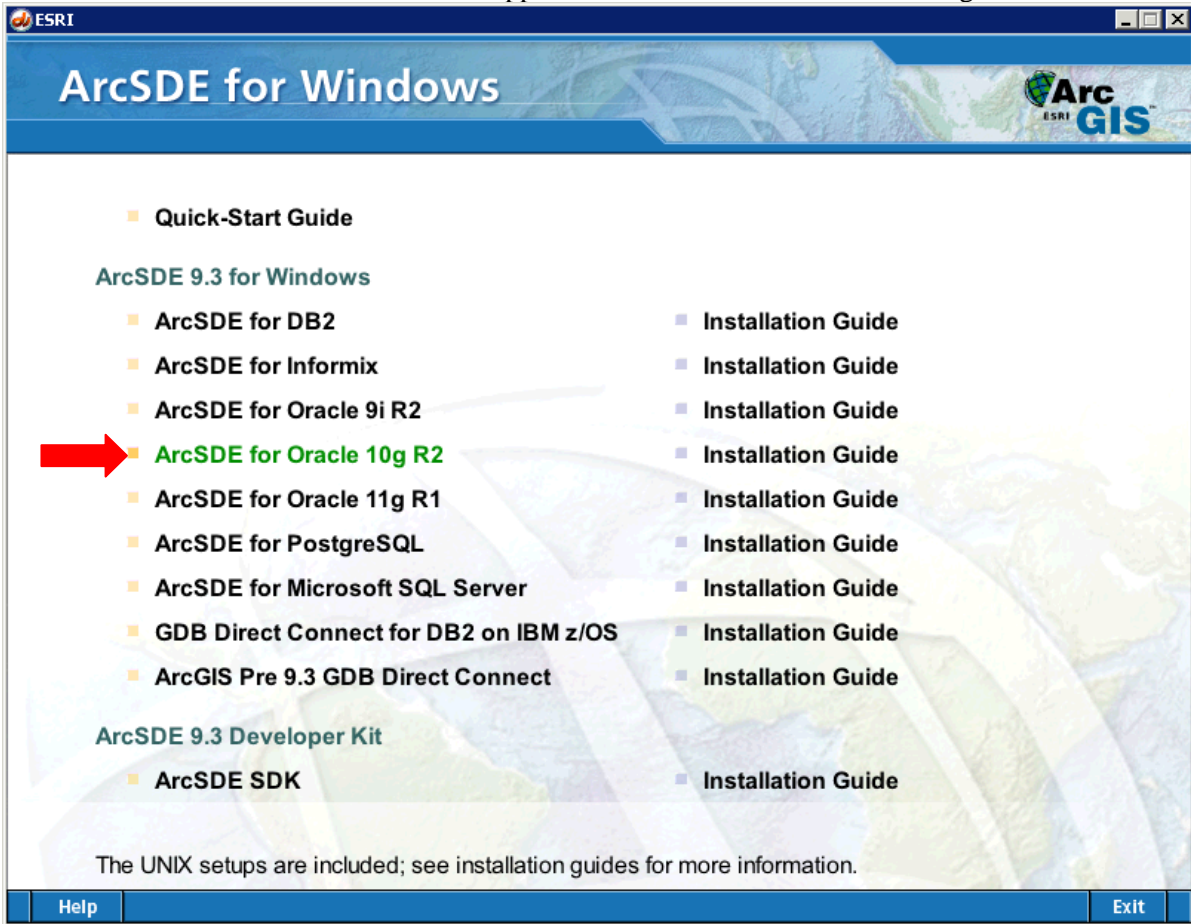 ESRI
ArcSDE for Windows
Arc
ESRI GIS™
Quick-Start Guide
ArcSDE 9.3 for Windows
ArcSDE for DB2 Installation Guide
ArcSDE for Informix Installation Guide
ArcSDE for Oracle 9i R2 Installation Guide
ArcSDE for Oracle 10g R2 Installation Guide
ArcSDE for Oracle 11g R1 Installation Guide
ArcSDE for PostgreSQL Installation Guide
ArcSDE for Microsoft SQL Server Installation Guide
GDB Direct Connect for DB2 on IBM z/OS Installation Guide
ArcGIS Pre 9.3 GDB Direct Connect Installation Guide
ArcSDE 9.3 Developer Kit
ArcSDE SDK Installation Guide
The UNIX setups are included; see installation guides for more information.
Help Exit